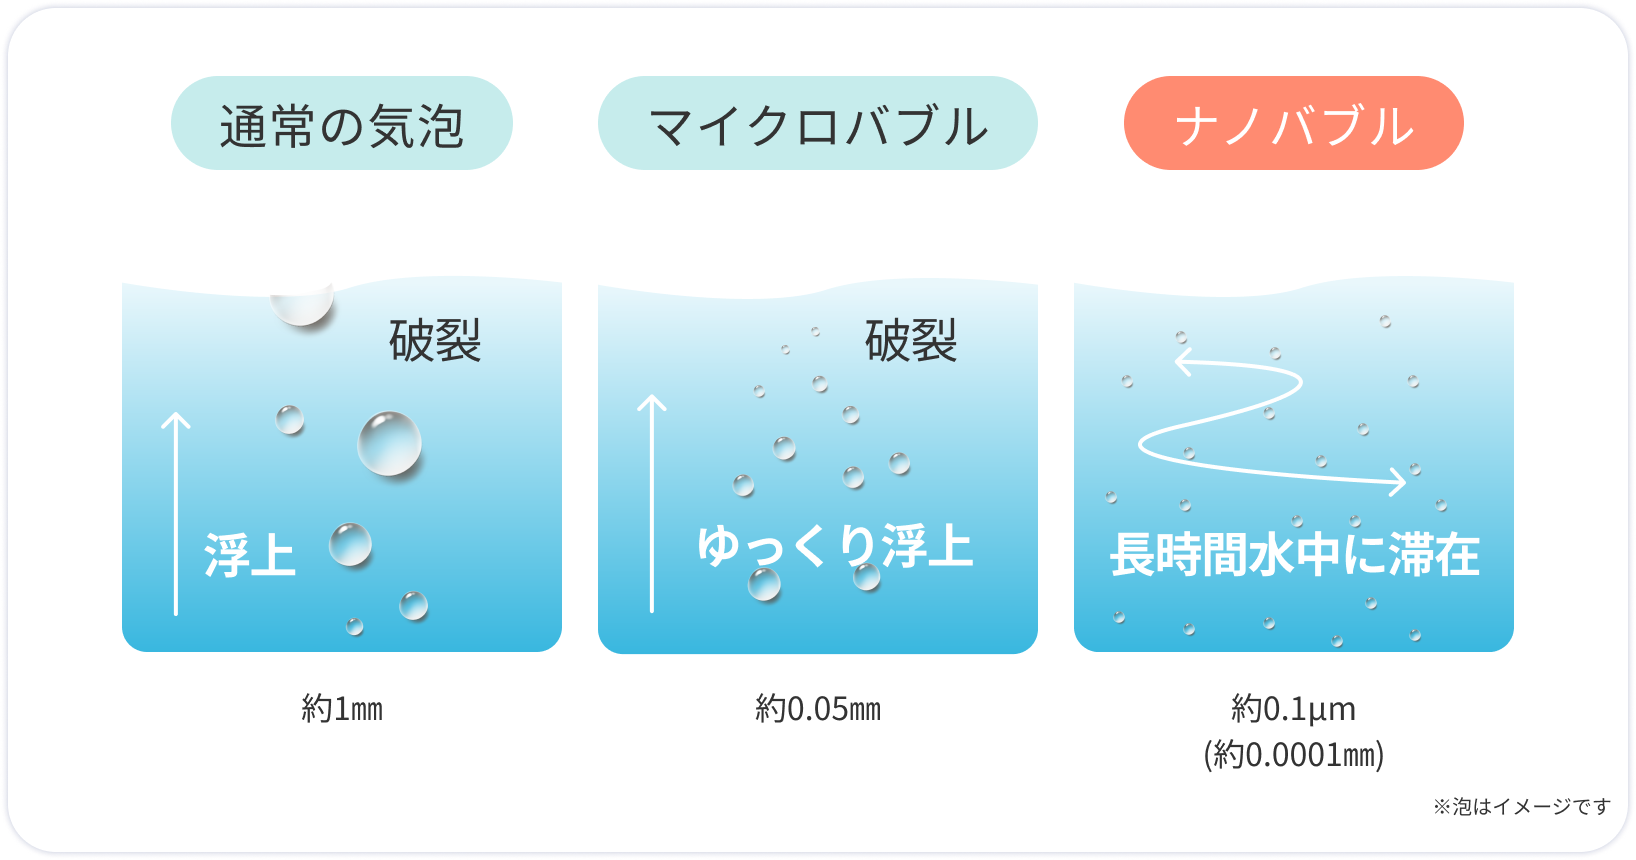 通常の気泡
マイクロバブル
ナノバブル
破裂
浮上
破裂
ゆっくり浮上
長時間水中に滞在
約1㎜
約0.05㎜
約0.1μm
(約0.0001㎜)
※泡はイメージです